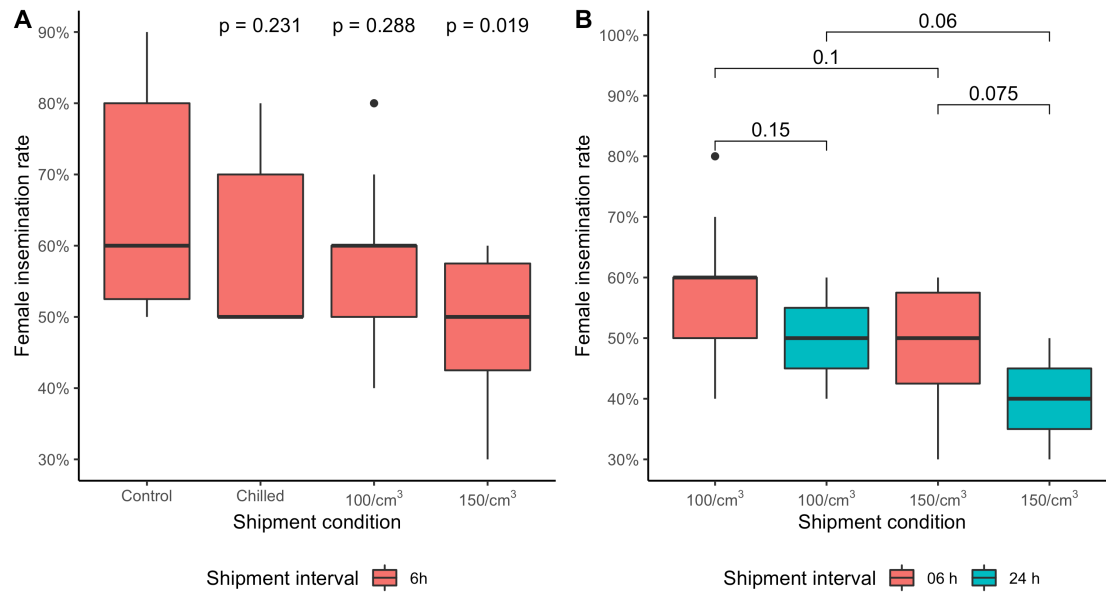 A
p = 0.231 p = 0.288 p = 0.019
90%
80%
70%
60%
50%
40%
30%
Female insemination rate
Control Chilled 100/cm³ 150/cm³
Shipment condition
Shipment interval 6h
B
0.06
0.1
0.075
0.15
100%
90%
80%
70%
60%
50%
40%
30%
Female insemination rate
100/cm³ 100/cm³ 150/cm³ 150/cm³
Shipment condition
Shipment interval 06 h 24 h